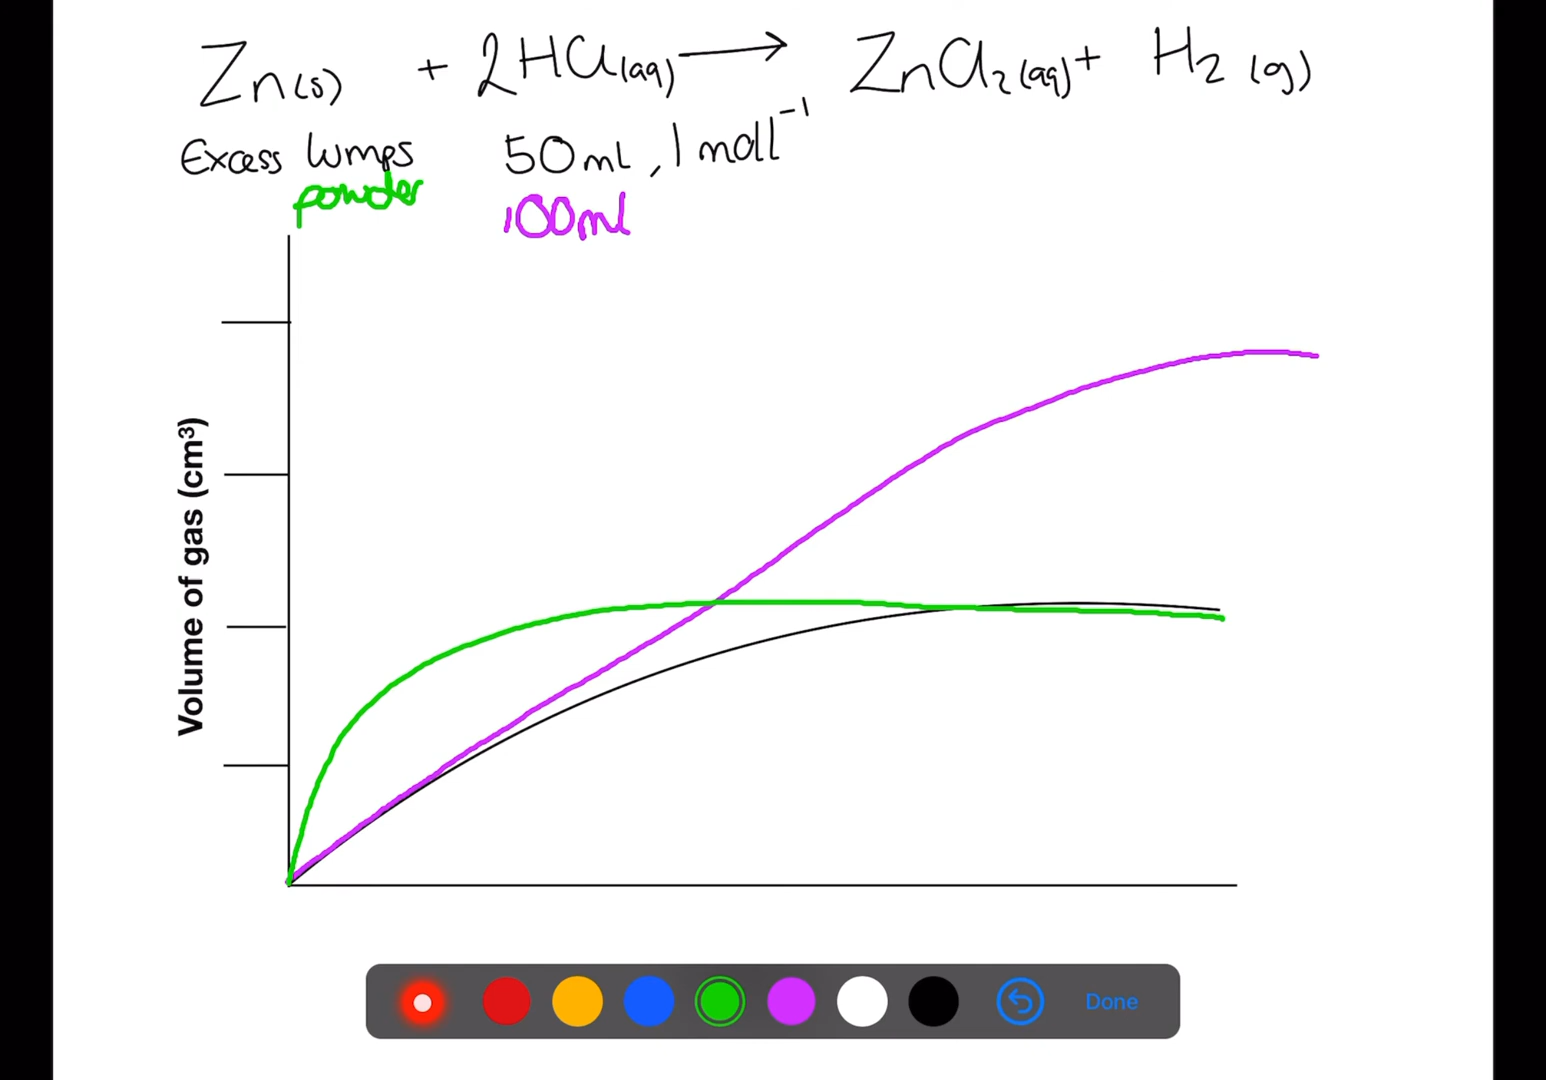 Zn(s) + 2HCl(aq) → ZnCl₂(aq) + H₂(g)
Excess lumps 50ml, 1 moll⁻¹
powder 100ml
Volume of gas (cm³)
Done